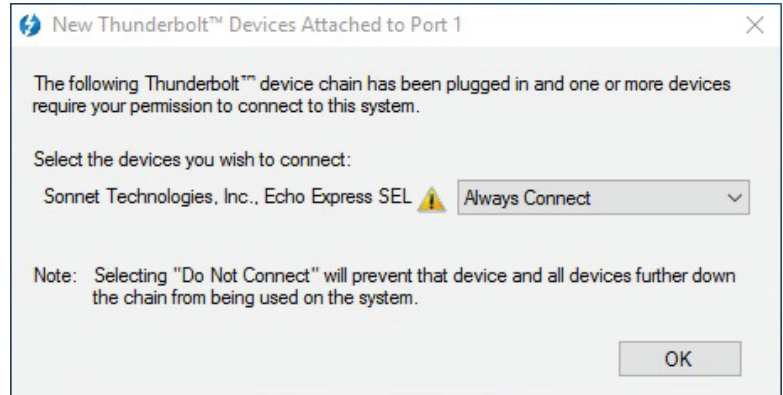 New Thunderbolt™ Devices Attached to Port 1
The following Thunderbolt™ device chain has been plugged in and one or more devices
require your permission to connect to this system.
Select the devices you wish to connect:
Sonnet Technologies, Inc., Echo Express SEL Always Connect
Note: Selecting "Do Not Connect" will prevent that device and all devices further down
the chain from being used on the system.
OK